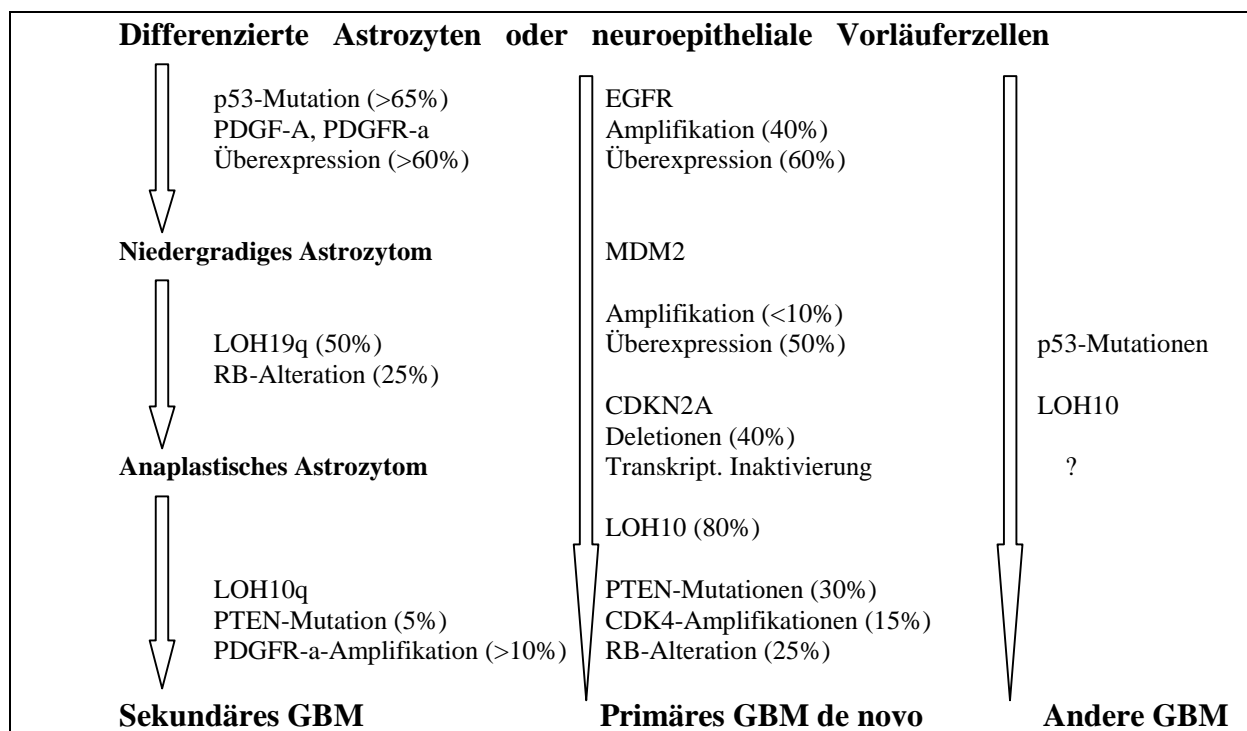 Differenzierte Astrozyten oder neuroepitheliale Vorläuferzellen
p53-Mutation (>65%)
PDGF-A, PDGFR-a
Überexpression (>60%)
Niedergradiges Astrozytom
LOH19q (50%)
RB-Alteration (25%)
Anaplastisches Astrozytom
LOH10q
PTEN-Mutation (5%)
PDGFR-a-Amplifikation (>10%)
Sekundäres GBM
EGFR
Amplifikation (40%)
Überexpression (60%)
MDM2
Amplifikation (<10%)
Überexpression (50%)
CDKN2A
Deletionen (40%)
Transkript. Inaktivierung
LOH10 (80%)
PTEN-Mutationen (30%)
CDK4-Amplifikationen (15%)
RB-Alteration (25%)
Primäres GBM de novo
p53-Mutationen
LOH10
?
Andere GBM